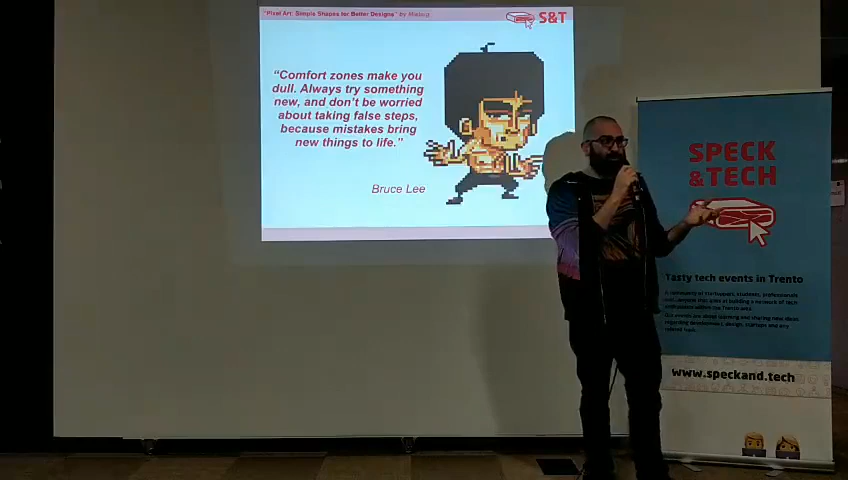 "Pixel Art: Simple Shapes for Better Designs" by Mistico
S&T
"Comfort zones make you
dull. Always try something
new, and don't be worried
about taking false steps,
because mistakes bring
new things to life."
Bruce Lee
SPECK
&TECH
Tasty tech events in Trento
www.speckand.tech